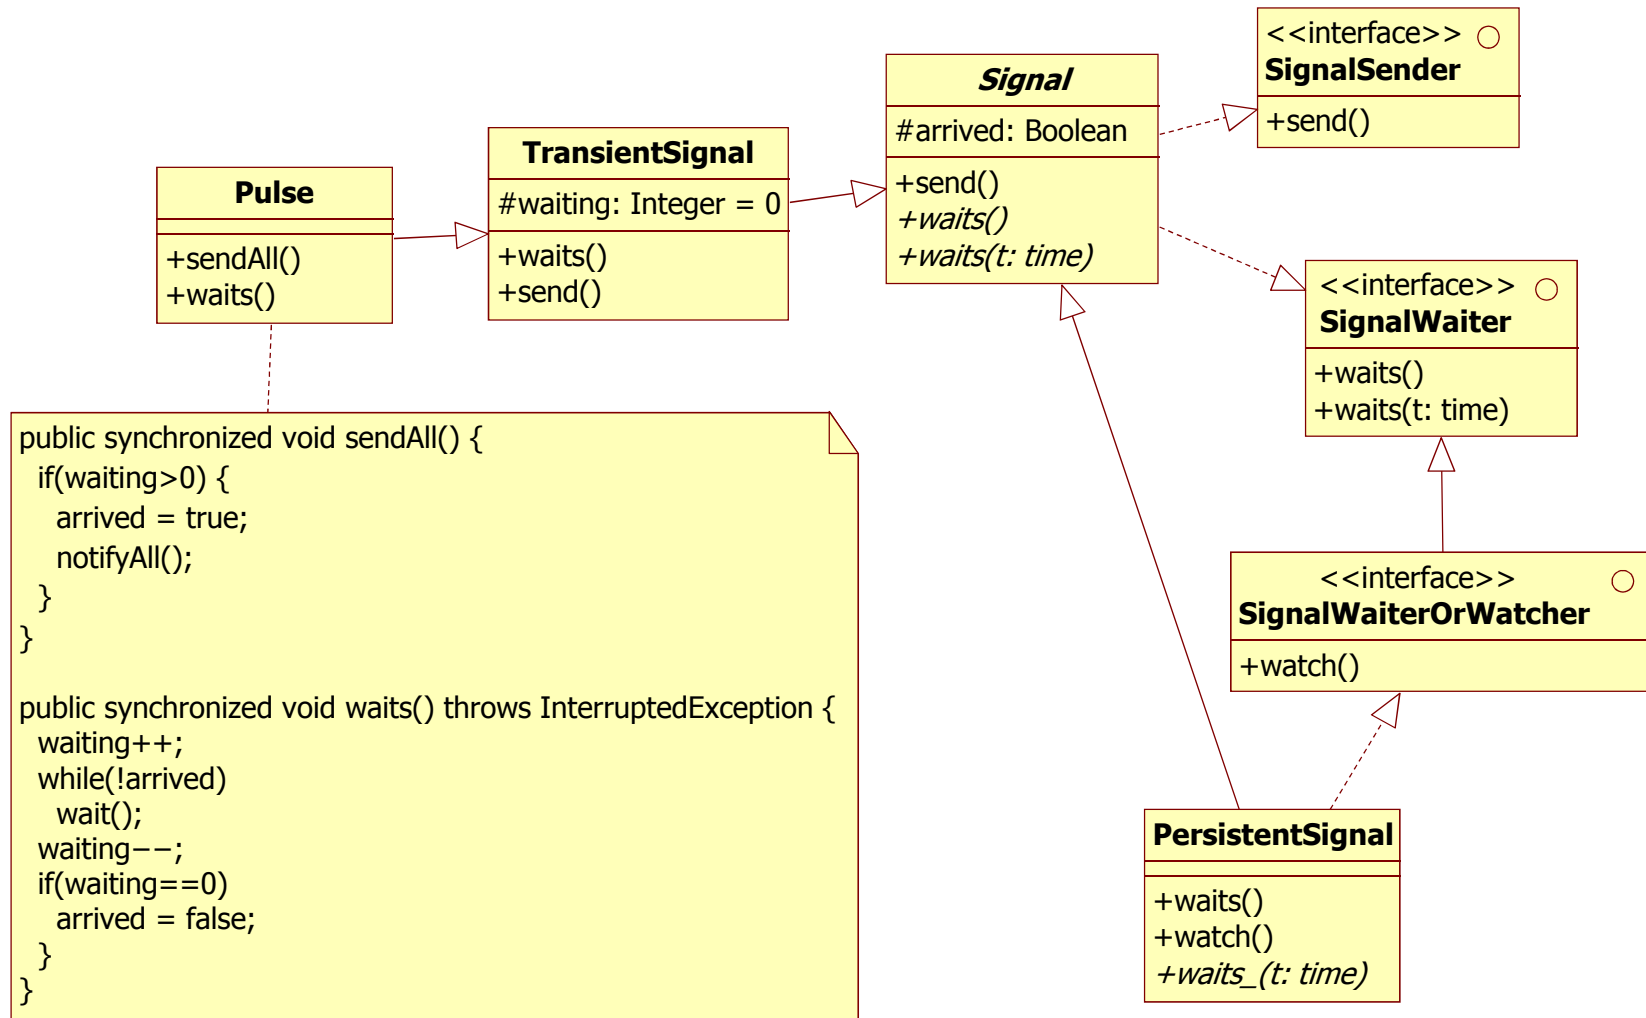 <<interface>>
SignalSender
+send()
Signal
#arrived: Boolean
+send()
+waits()
+waits(t: time)
TransientSignal
#waiting: Integer = 0
+waits()
+send()
Pulse
+sendAll()
+waits()
<<interface>>
SignalWaiter
+waits()
+waits(t: time)
public synchronized void sendAll() {
if(waiting>0) {
arrived = true;
notifyAll();
}
}
public synchronized void waits() throws InterruptedException {
waiting++;
while(!arrived)
wait();
waiting−−;
if(waiting==0)
arrived = false;
}
}
<<interface>>
SignalWaiterOrWatcher
+watch()
PersistentSignal
+waits()
+watch()
+waits_(t: time)